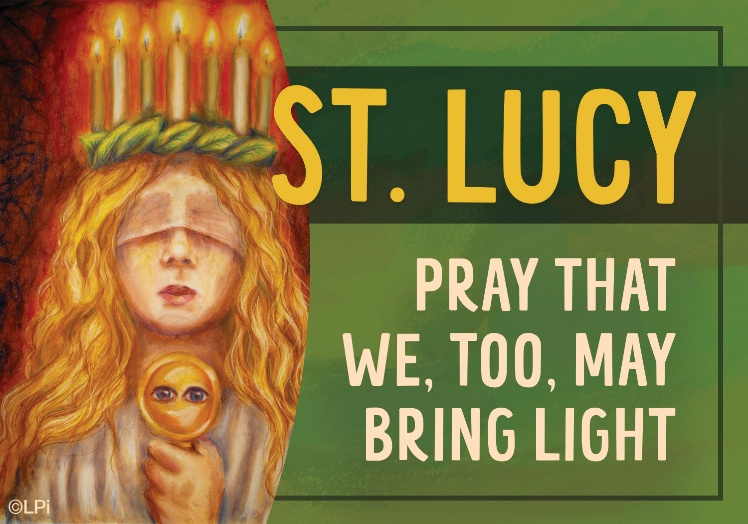 ST. LUCY
PRAY THAT
WE, TOO, MAY
BRING LIGHT
©LPi